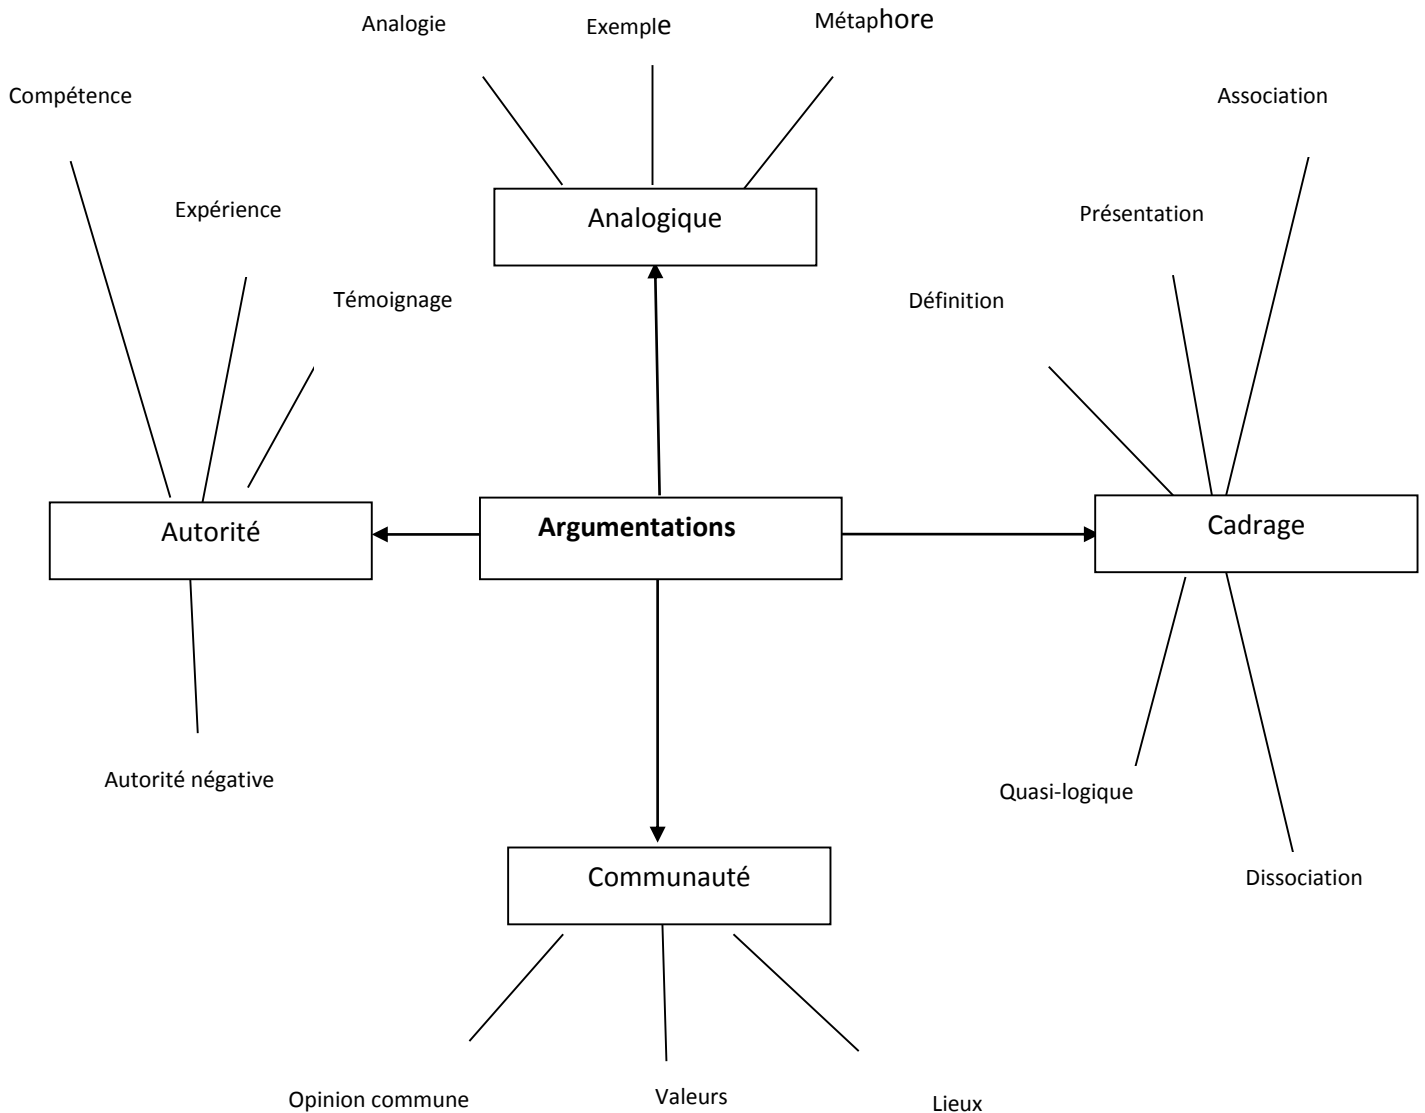 Analogie
Exemple
Métaphore
Compétence
Association
Expérience
Présentation
Analogique
Témoignage
Définition
Autorité
Argumentations
Cadrage
Autorité négative
Quasi-logique
Communauté
Dissociation
Opinion commune
Valeurs
Lieux